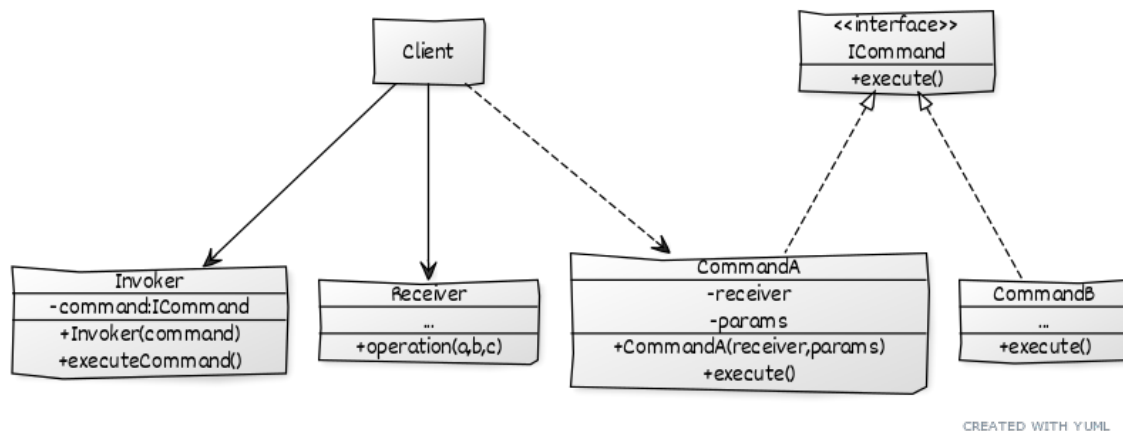 Client
<<interface>>
ICommand
+execute()
Invoker
-command:ICommand
+Invoker(command)
+executeCommand()
Receiver
...
+operation(a,b,c)
CommandA
-receiver
-params
+CommandA(receiver,params)
+execute()
CommandB
...
+execute()
CREATED WITH YUML